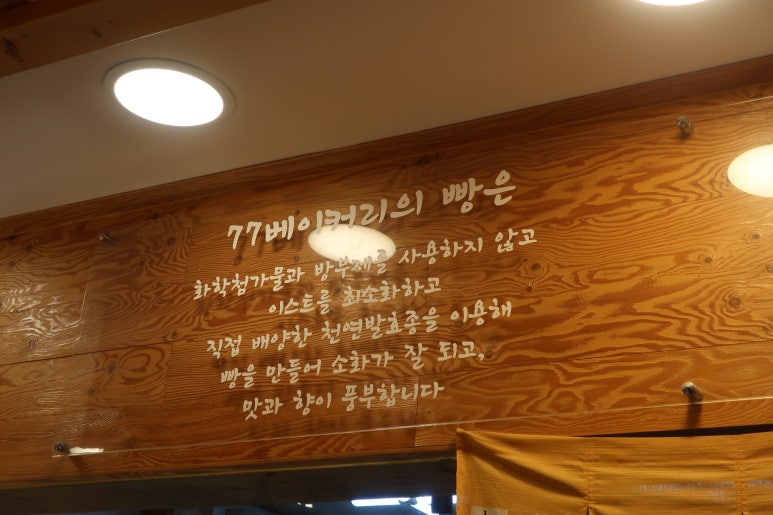 77베이커리의 빵은
화학첨가물과 방부제를 사용하지 않고
이스트를 최소화하고
직접 배양한 천연발효종을 이용해
빵을 만들어 소화가 잘 되고,
맛과 향이 풍부합니다